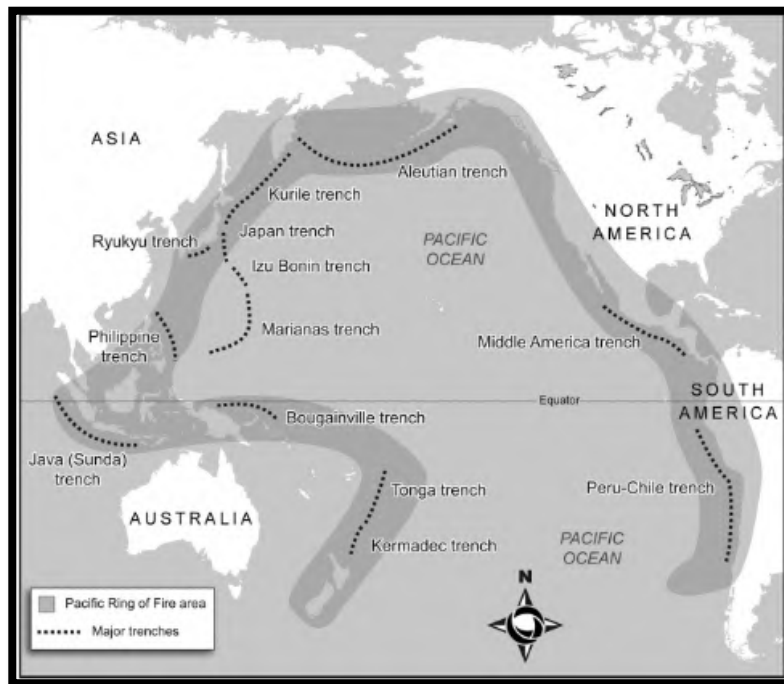 ASIA
Aleutian trench
Kurile trench
NORTH
AMERICA
Ryukyu trench
Japan trench
PACIFIC
OCEAN
Izu Bonin trench
Philippine
trench
Marianas trench
Middle America trench
Equator
SOUTH
AMERICA
Bougainville trench
Java (Sunda)
trench
Tonga trench
Peru-Chile trench
AUSTRALIA
Kermadec trench
PACIFIC
OCEAN
N
Pacific Ring of Fire area
Major trenches